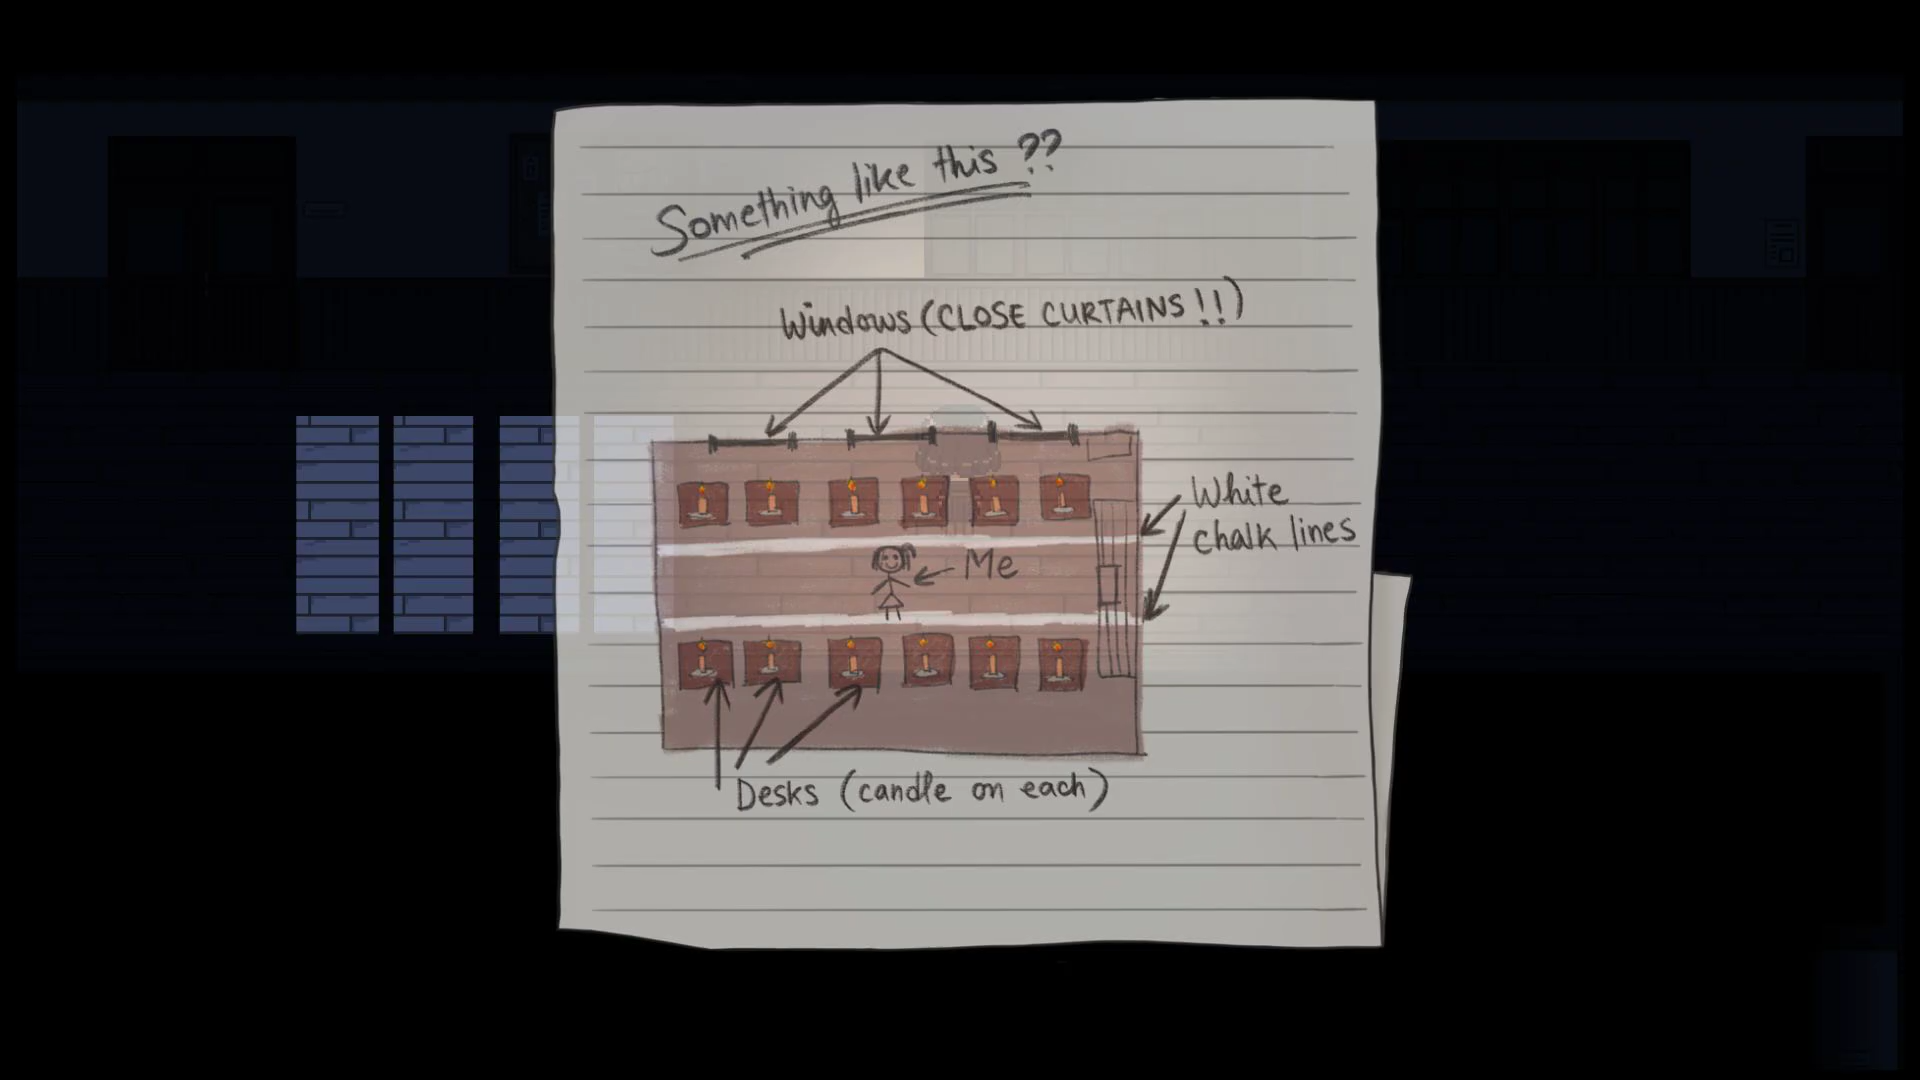 Something like this ??
Windows (CLOSE CURTAINS !!)
White
chalk lines
Me
Desks (candle on each)